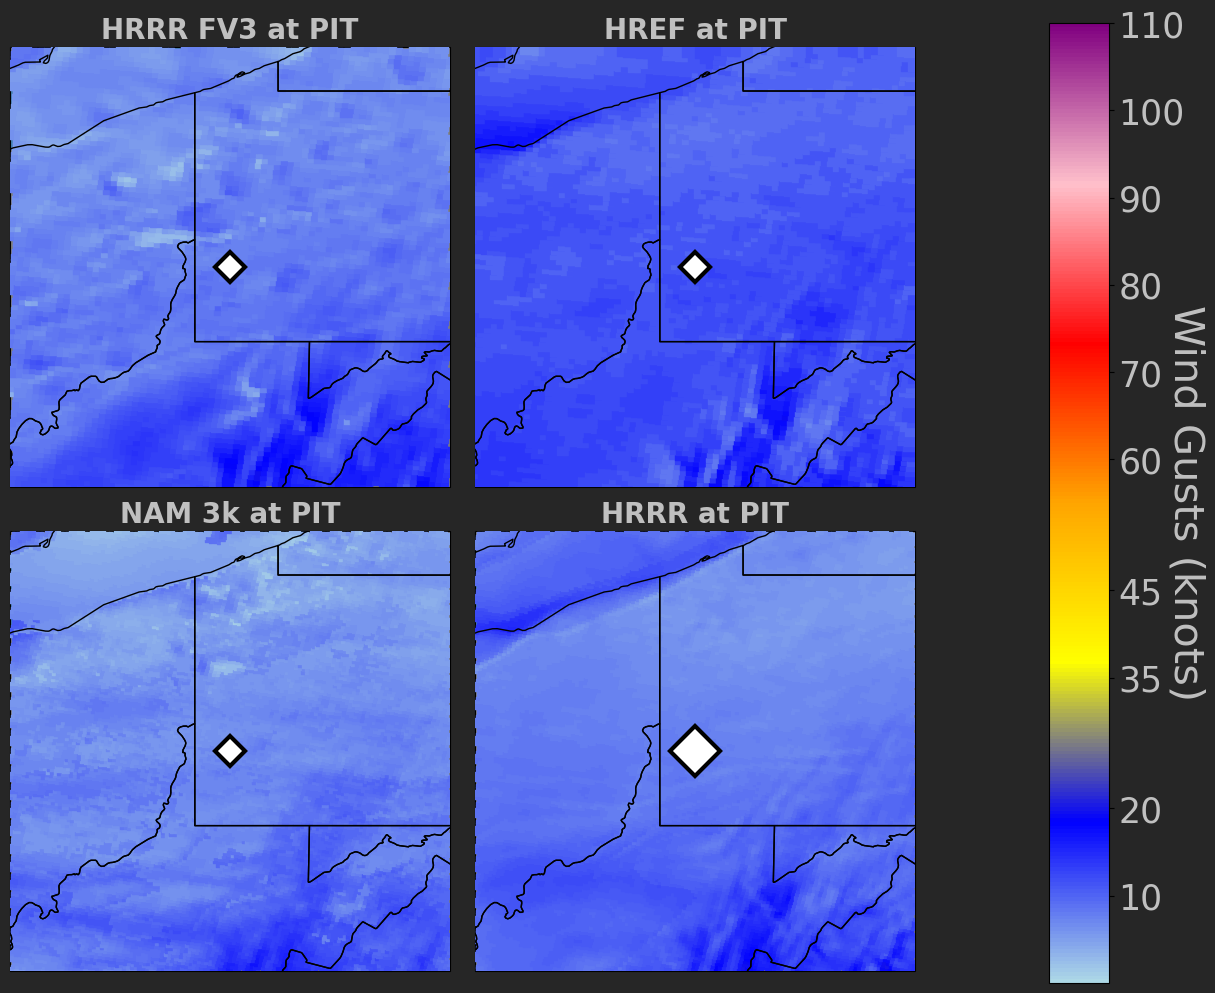 HRRR FV3 at PIT
HREF at PIT
NAM 3k at PIT
HRRR at PIT
110
100
90
80
70
60
45
35
20
10
Wind Gusts (knots)